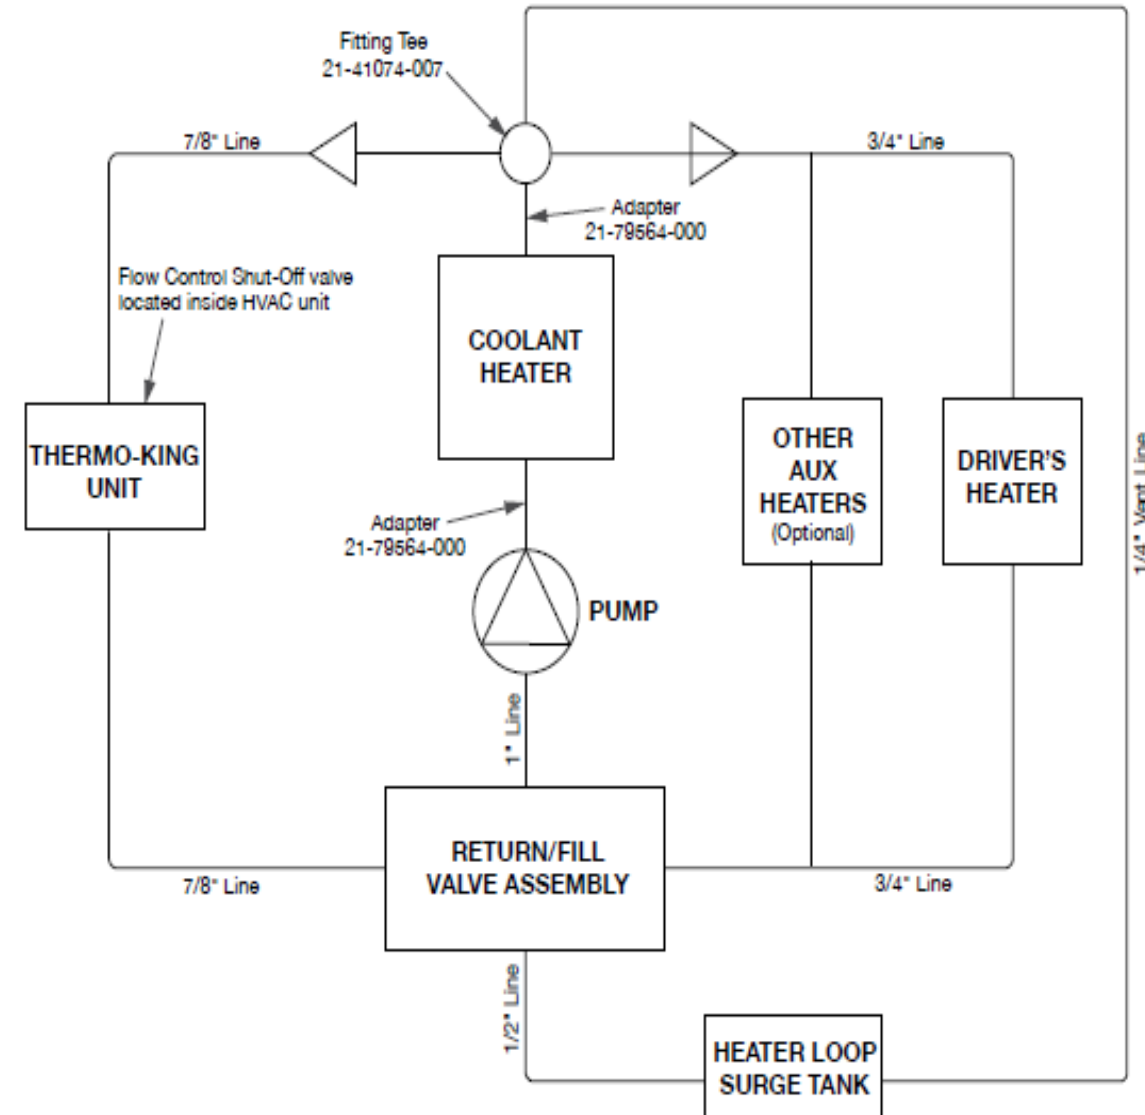 Fitting Tee
21-41074-007
7/8" Line
3/4" Line
Adapter
21-79564-000
Flow Control Shut-Off valve
located inside HVAC unit
COOLANT
HEATER
THERMO-KING
UNIT
OTHER
AUX
HEATERS
(Optional)
DRIVER'S
HEATER
1/4" Vent Line
Adapter
21-79564-000
PUMP
1" Line
RETURN/FILL
VALVE ASSEMBLY
7/8" Line
3/4" Line
1/2" Line
HEATER LOOP
SURGE TANK